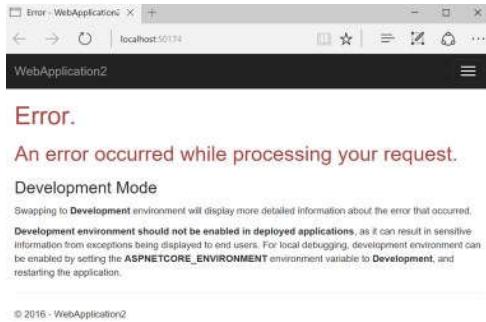 Error - WebApplication2
localhost:50174
WebApplication2
Error.
An error occurred while processing your request.
Development Mode
Swapping to Development environment will display more detailed information about the error that occurred.
Development environment should not be enabled in deployed applications, as it can result in sensitive
information from exceptions being displayed to end users. For local debugging, development environment can
be enabled by setting the ASPNETCORE_ENVIRONMENT environment variable to Development, and
restarting the application.
© 2016 - WebApplication2